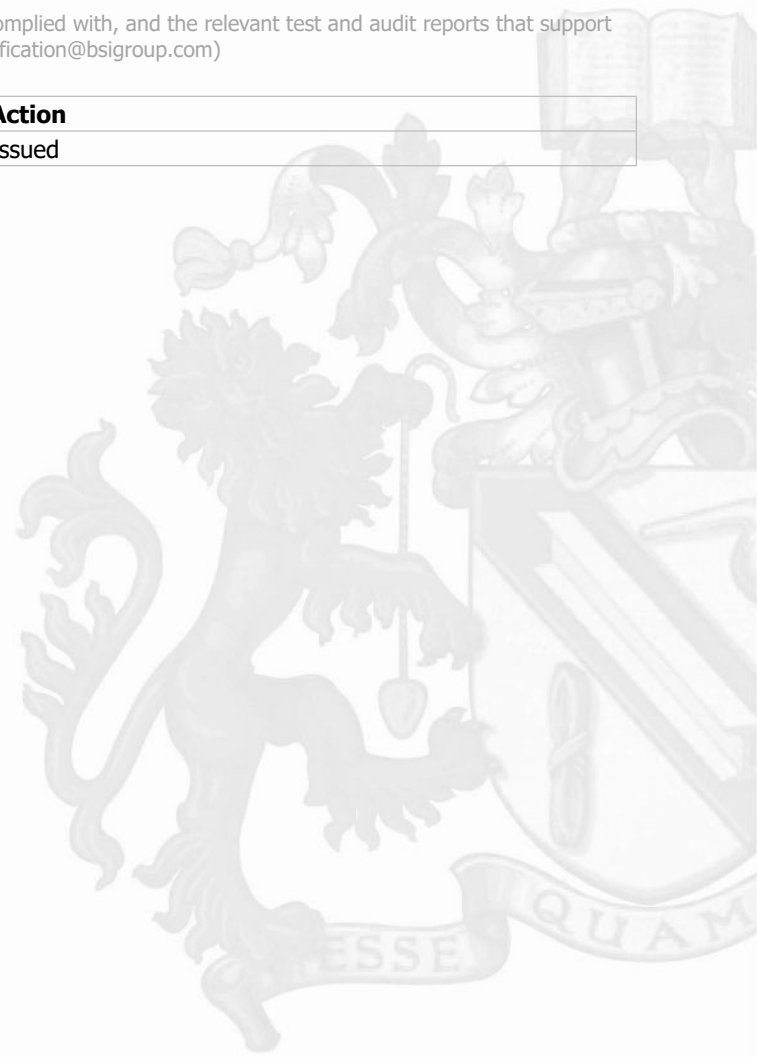 omplied with, and the relevant test and audit reports that support
fication@bsigroup.com)
Action
ssued
ESSE
QUAM